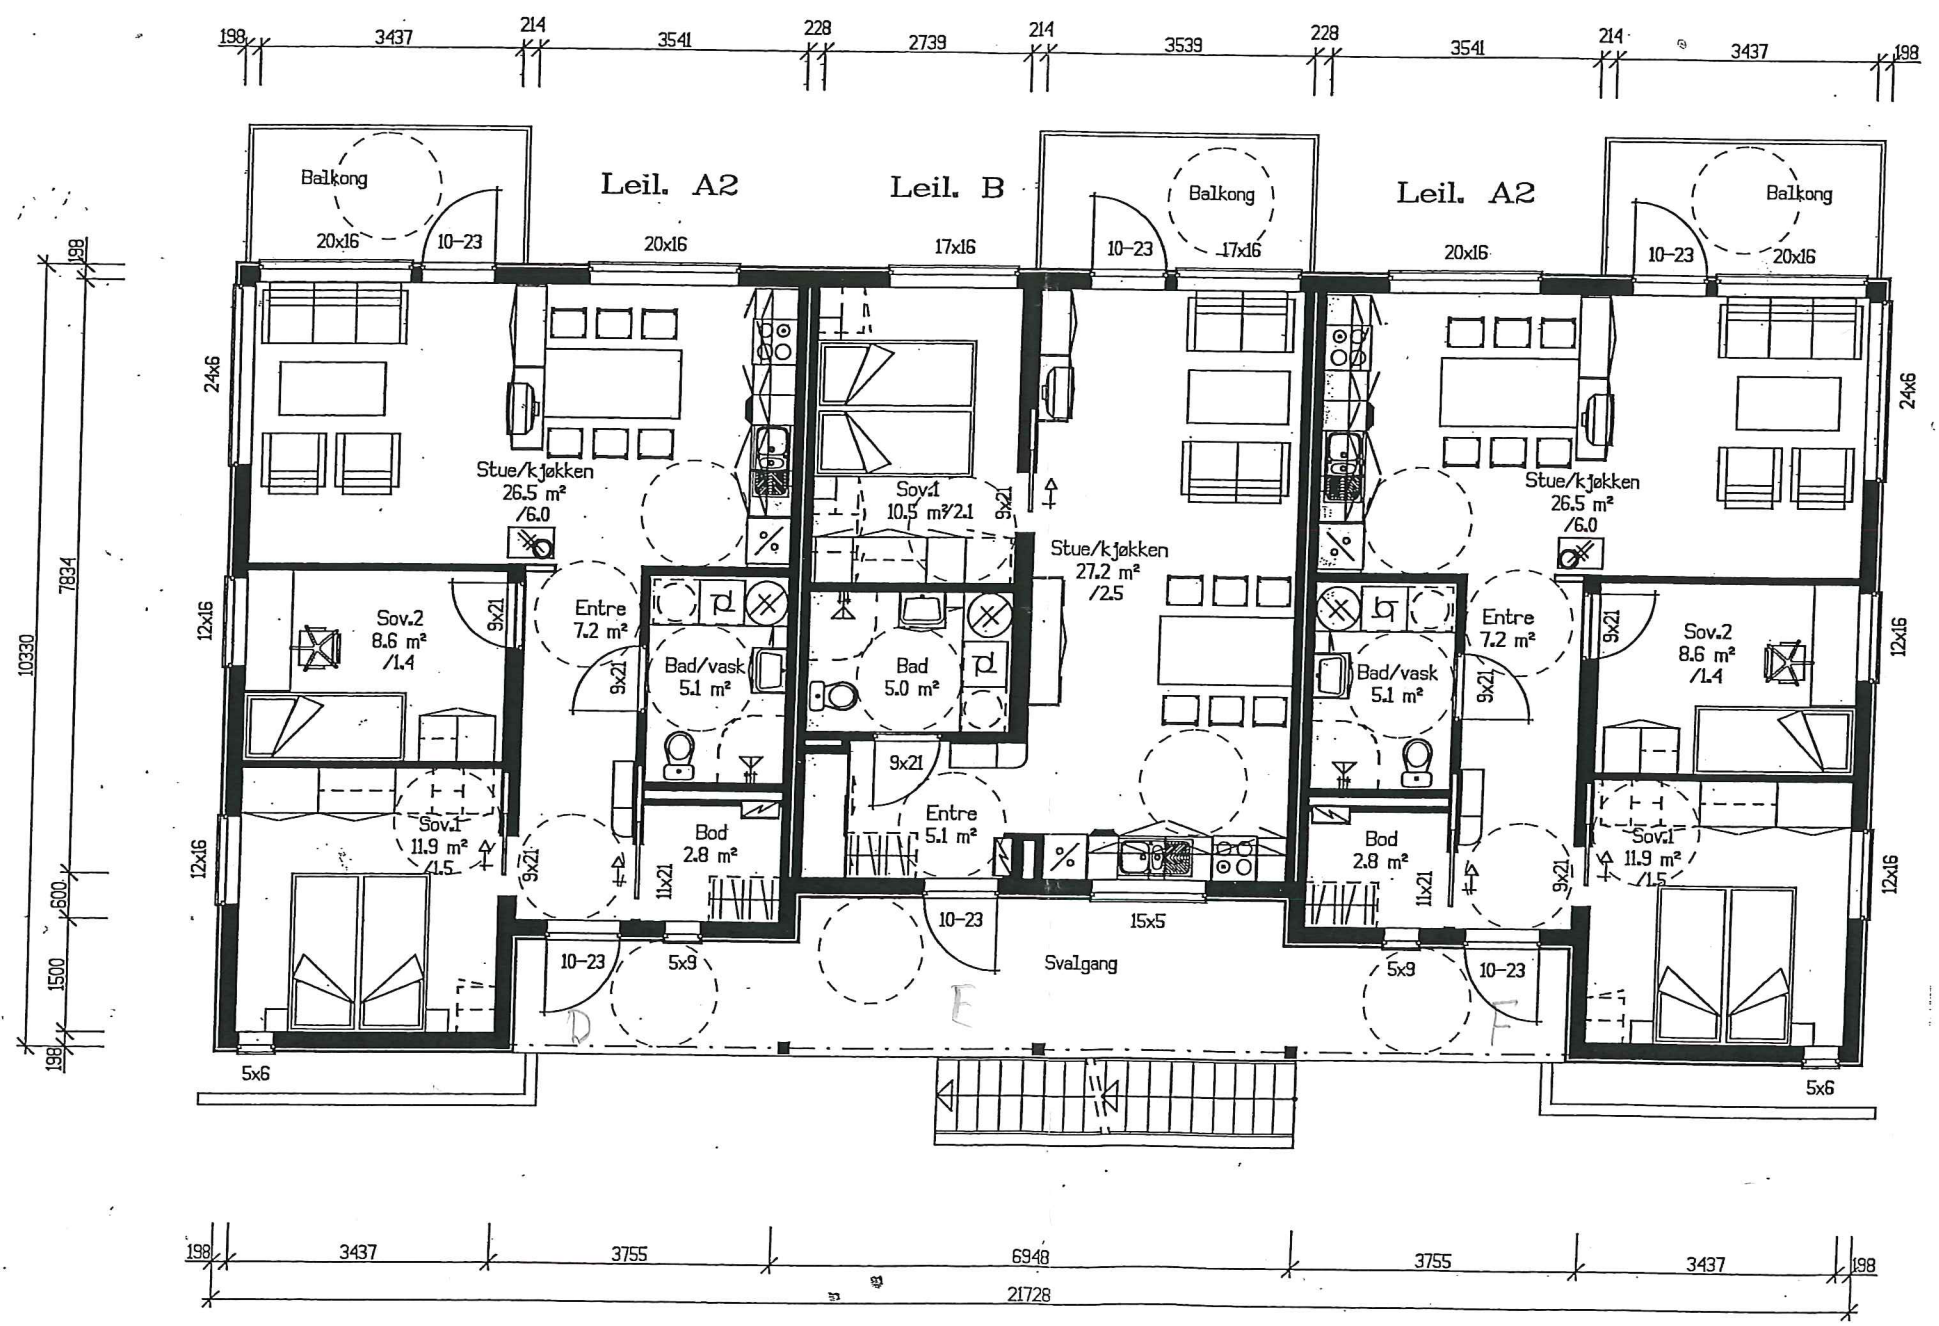 198 3437 214 3541 228 2739 214 3539 228 3541 214 3437 198
Balkong Leil. A2 Leil. B Balkong Leil. A2 Balkong
20x16 10-23 20x16 17x16 10-23 17x16 20x16 10-23 20x16
198
24x6
24x6
Stue/kjøkken
26.5 m²
/6.0
Sov.1
10.5 m²/2.1
9x21
Stue/kjøkken
27.2 m²
/2.5
Stue/kjøkken
26.5 m²
/6.0
7834
10330
12x16
Sov.2
8.6 m²
/1.4
9x21
Entre
7.2 m²
9x21
Bad/vask
5.1 m²
Bad
5.0 m²
Bad/vask
5.1 m²
Entre
7.2 m²
9x21
9x21
Sov.2
8.6 m²
/1.4
12x16
9x21
12x16
Sov.1
11.9 m²
/1.5
9x21
Bod
2.8 m²
11x21
Entre
5.1 m²
Bod
2.8 m²
11x21
9x21
Sov.1
11.9 m²
/1.5
12x16
600
1500
198
10-23 5x9 10-23 15x5 Svalgang 5x9 10-23
D E F
5x6 5x6
198 3437 3755 6948 3755 3437 198
21728